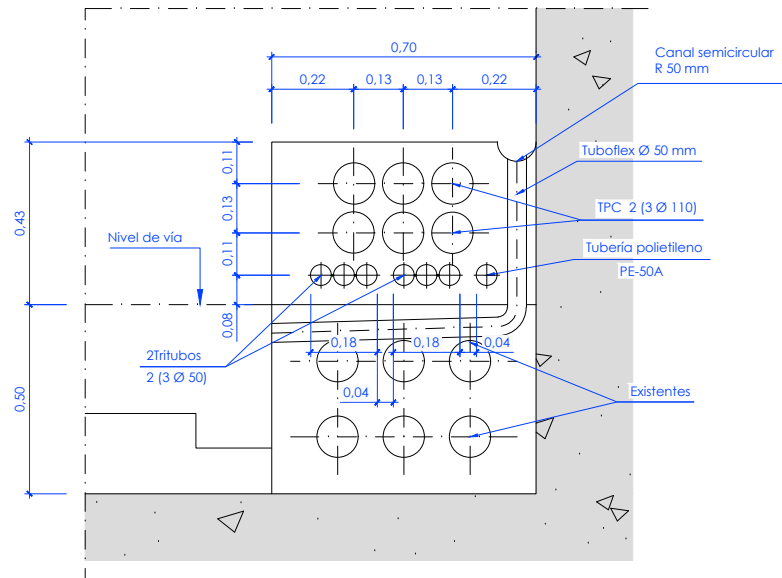 0,70
Canal semicircular
R 50 mm
0,22
0,13
0,13
0,22
0,11
Tuboflex Ø 50 mm
0,43
0,13
TPC 2 (3 Ø 110)
Nivel de vía
0,11
Tubería polietileno
PE-50A
0,08
2Tritubos
2 (3 Ø 50)
0,18
0,18
0,04
0,04
Existentes
0,50